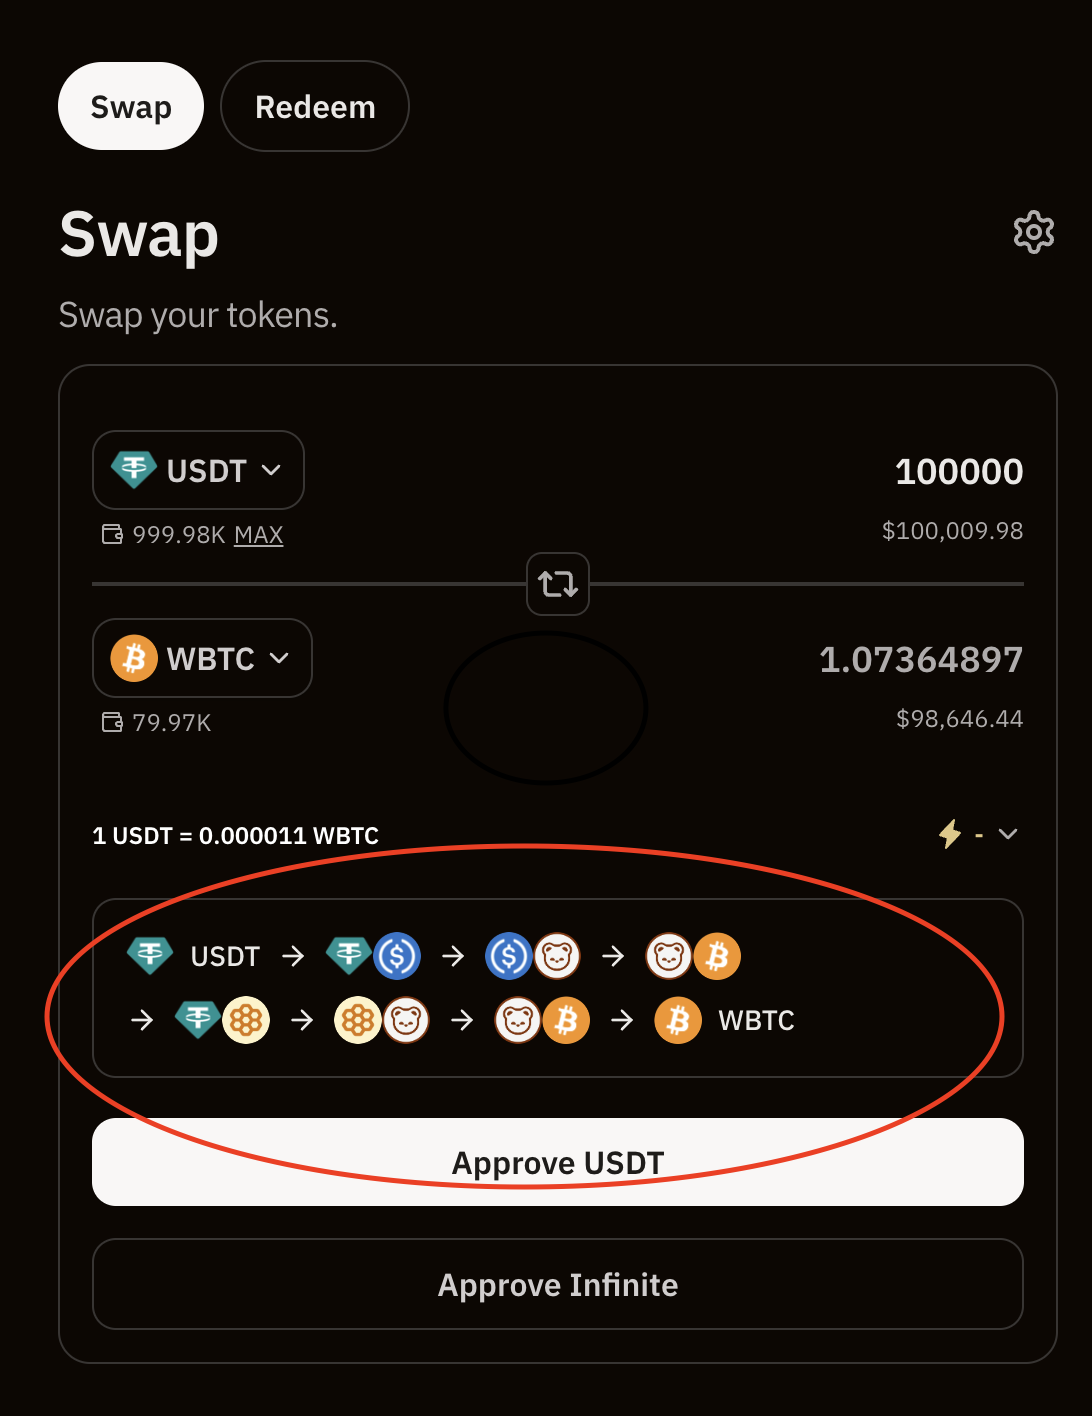 Swap Redeem
Swap
Swap your tokens.
USDT 100000
999.98K MAX $100,009.98
WBTC 1.07364897
79.97K $98,646.44
1 USDT = 0.000011 WBTC -
USDT → → →
→ → → → WBTC
Approve USDT
Approve Infinite